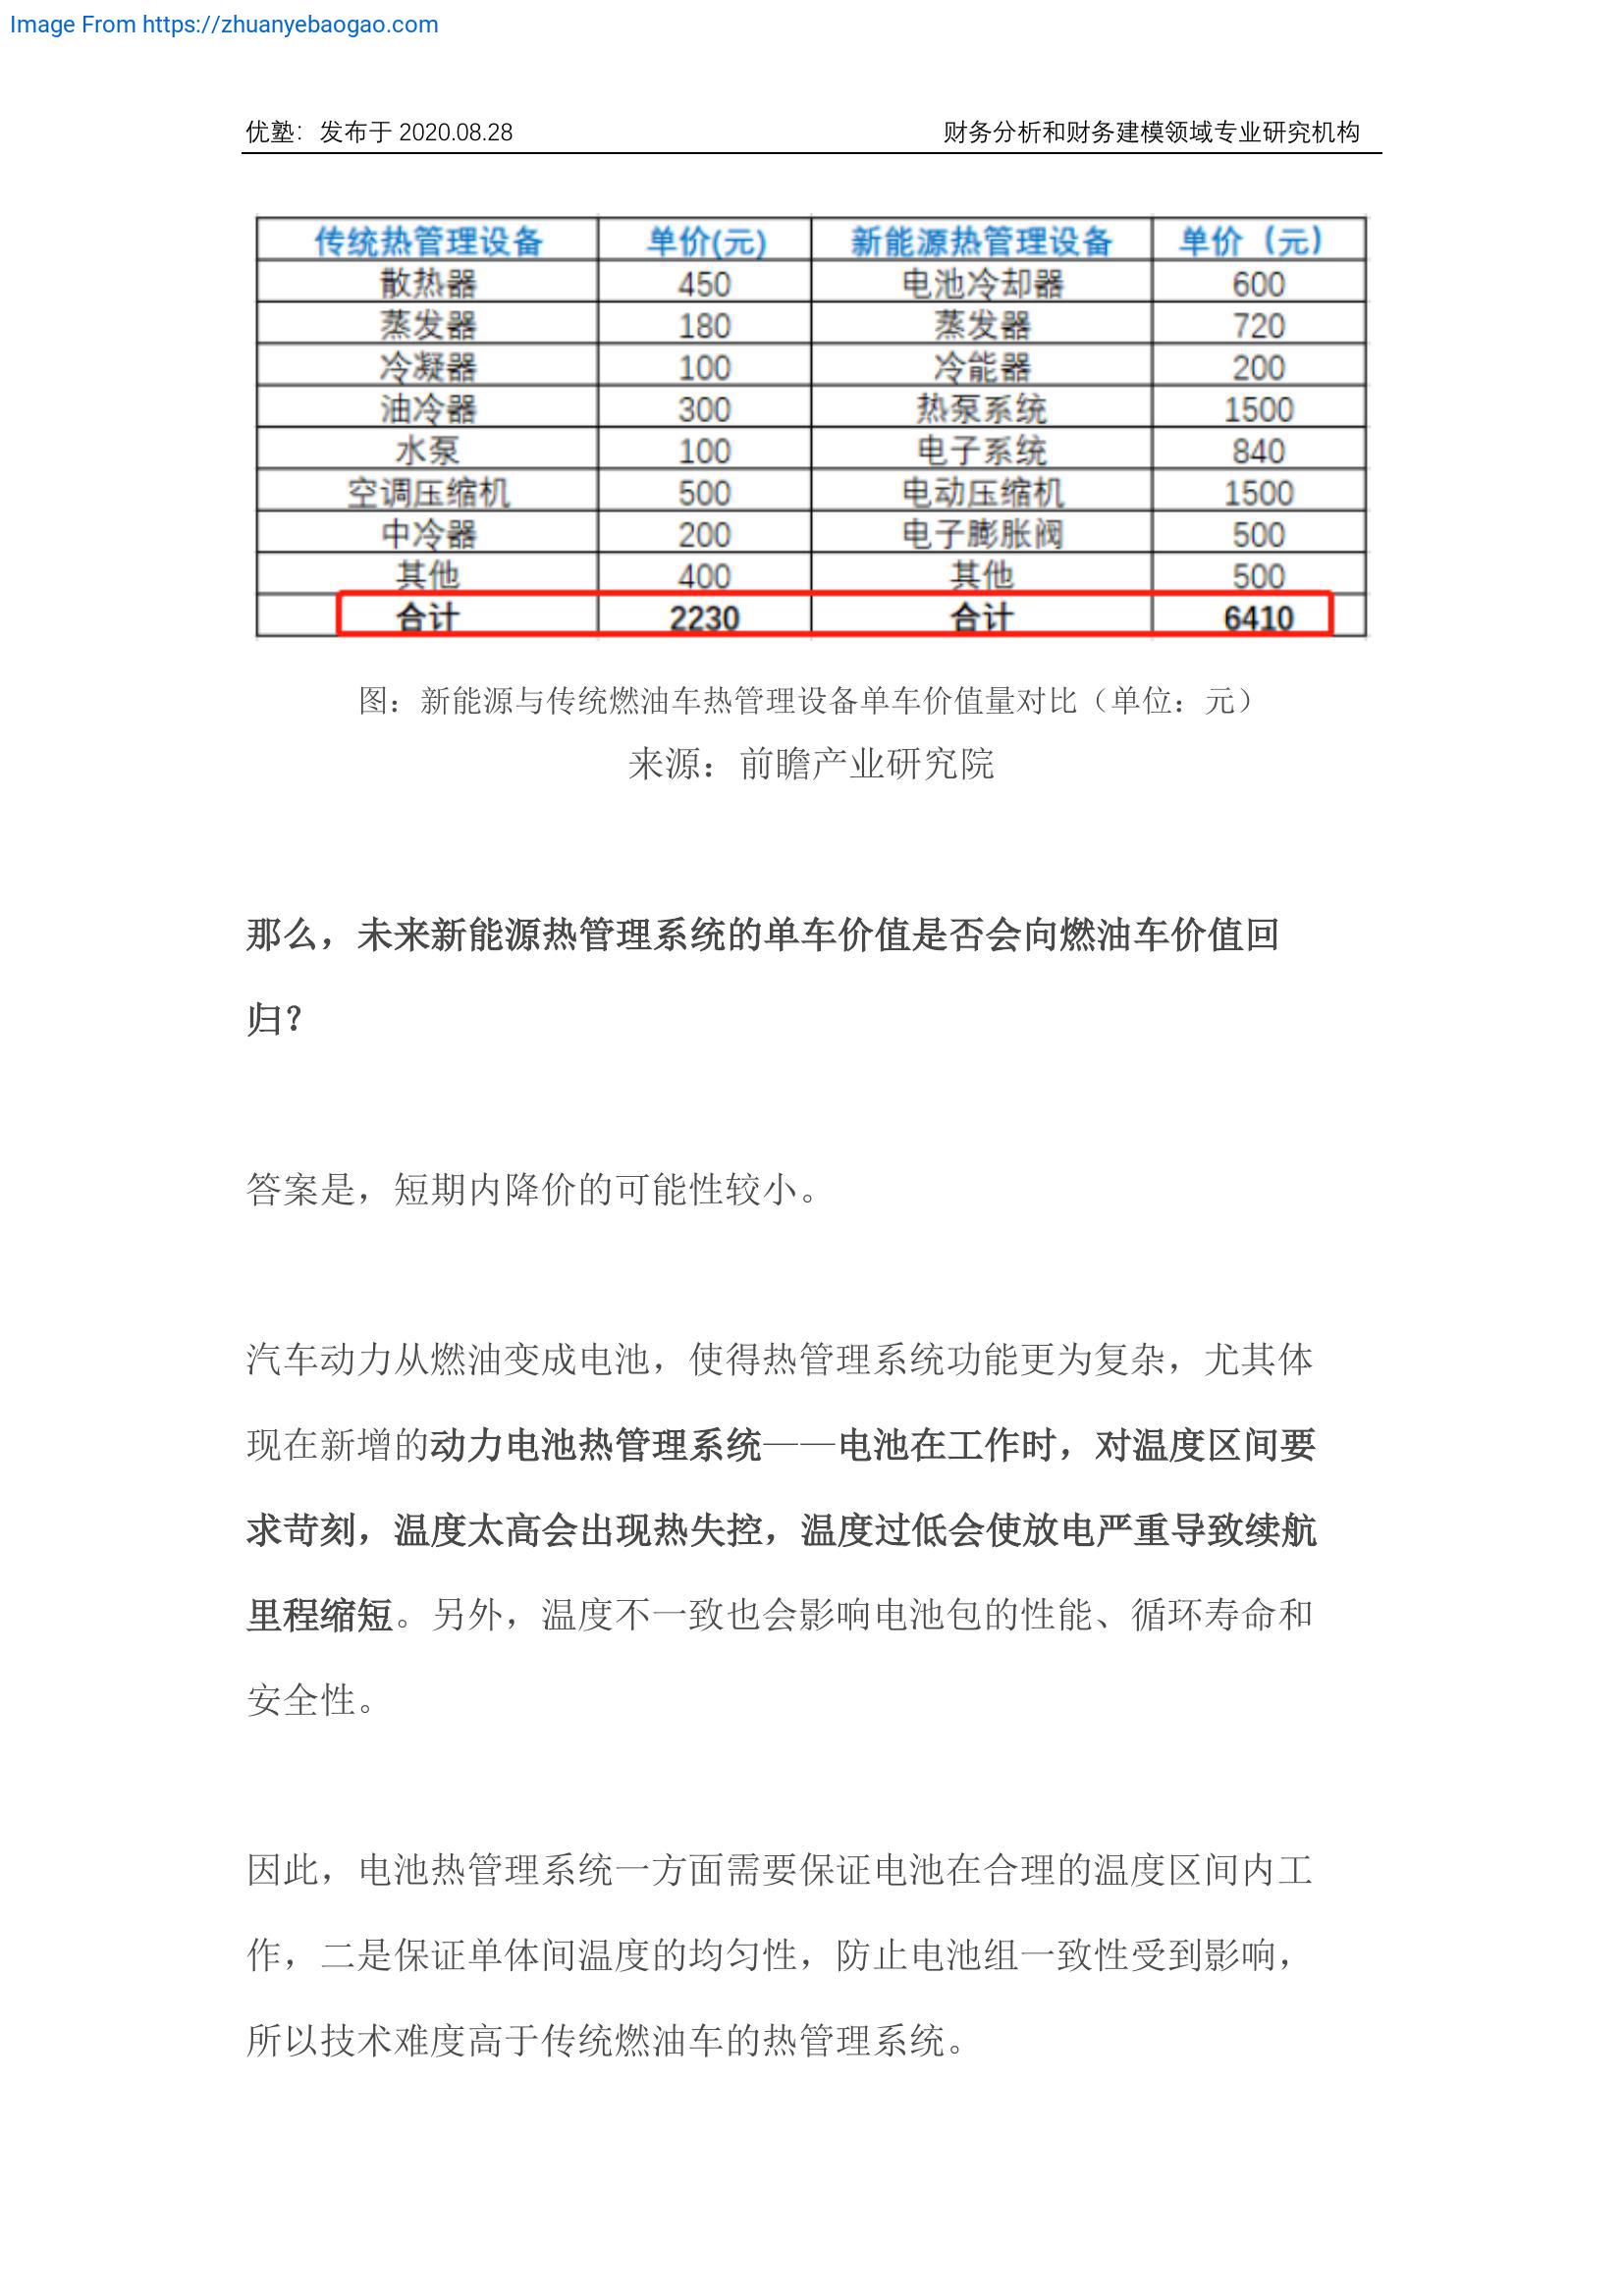 Image From https://zhuanyebaogao.com
优塾：发布于 2020.08.28 财务分析和财务建模领域专业研究机构
传统热管理设备 单价(元) 新能源热管理设备 单价（元）
散热器 450 电池冷却器 600
蒸发器 180 蒸发器 720
冷凝器 100 冷能器 200
油冷器 300 热泵系统 1500
水泵 100 电子系统 840
空调压缩机 500 电动压缩机 1500
中冷器 200 电子膨胀阀 500
其他 400 其他 500
合计 2230 合计 6410
图：新能源与传统燃油车热管理设备单车价值量对比（单位：元）
来源：前瞻产业研究院
那么，未来新能源热管理系统的单车价值是否会向燃油车价值回
归？
答案是，短期内降价的可能性较小。
汽车动力从燃油变成电池，使得热管理系统功能更为复杂，尤其体
现在新增的动力电池热管理系统——电池在工作时，对温度区间要
求苛刻，温度太高会出现热失控，温度过低会使放电严重导致续航
里程缩短。另外，温度不一致也会影响电池包的性能、循环寿命和
安全性。
因此，电池热管理系统一方面需要保证电池在合理的温度区间内工
作，二是保证单体间温度的均匀性，防止电池组一致性受到影响，
所以技术难度高于传统燃油车的热管理系统。